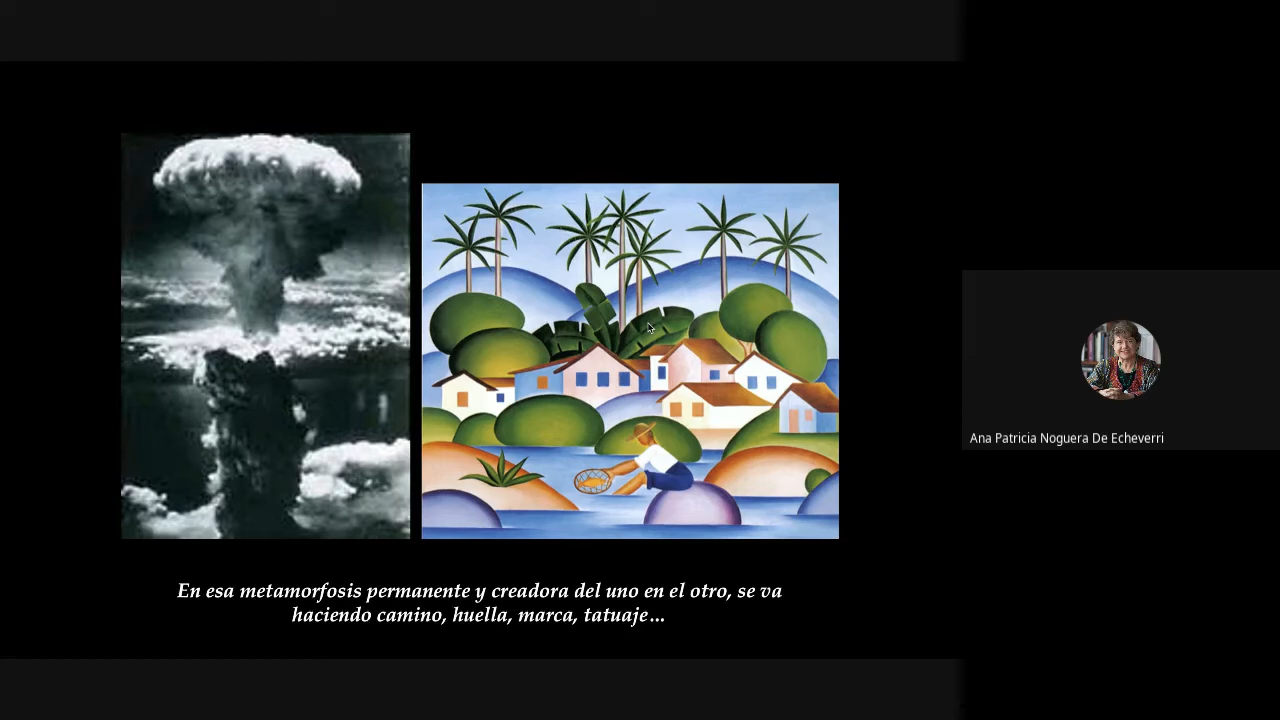 En esa metamorfosis permanente y creadora del uno en el otro, se va
haciendo camino, huella, marca, tatuaje...
Ana Patricia Noguera De Echeverri